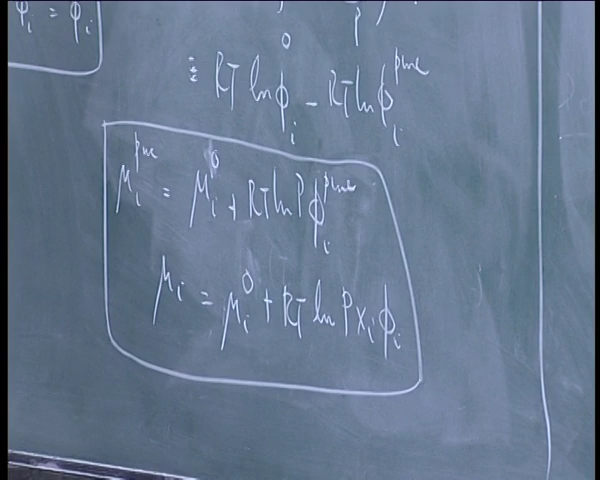 φi = φi
0 P
= RT ln φi - RT ln φi^pure
μi^pure = μi^0 + RT ln P φi^pure
μi = μi^0 + RT ln P xi φi